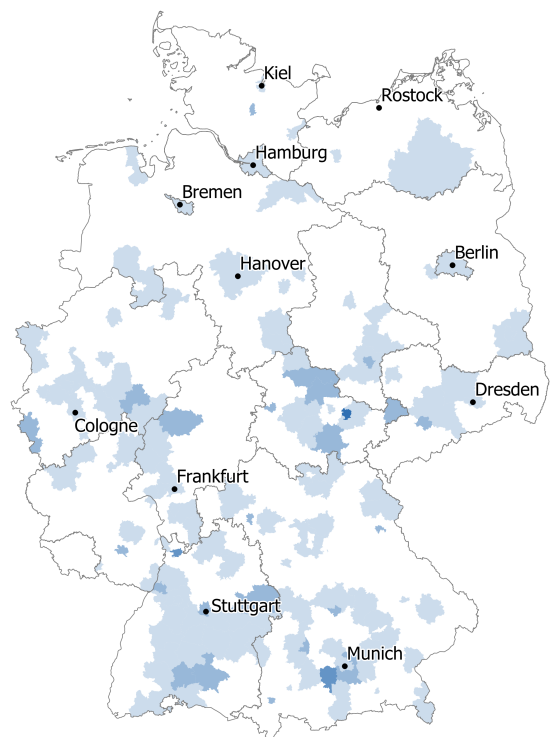 Kiel
Rostock
Hamburg
Bremen
Berlin
Hanover
Dresden
Cologne
Frankfurt
Stuttgart
Munich